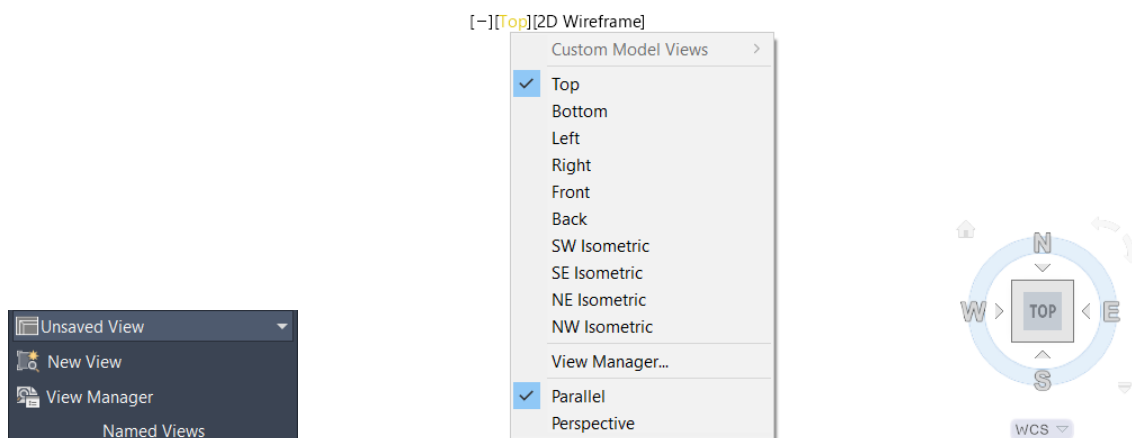 [−][Top][2D Wireframe]
Custom Model Views
Top
Bottom
Left
Right
Front
Back
SW Isometric
SE Isometric
NE Isometric
NW Isometric
View Manager...
Parallel
Perspective
Unsaved View
New View
View Manager
Named Views
N
W TOP E
S
WCS